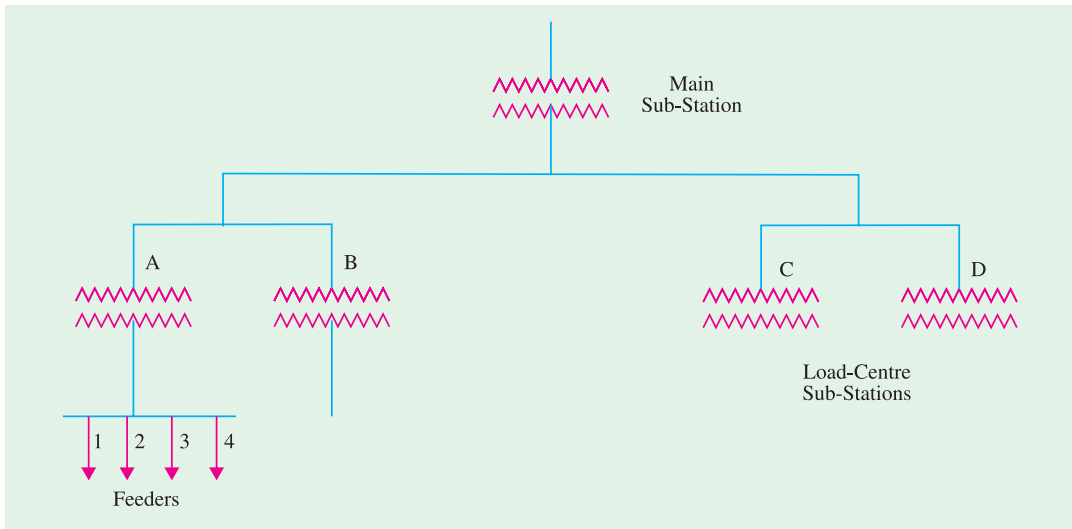 Main
Sub-Station
A
B
C
D
Load-Centre
Sub-Stations
1
2
3
4
Feeders